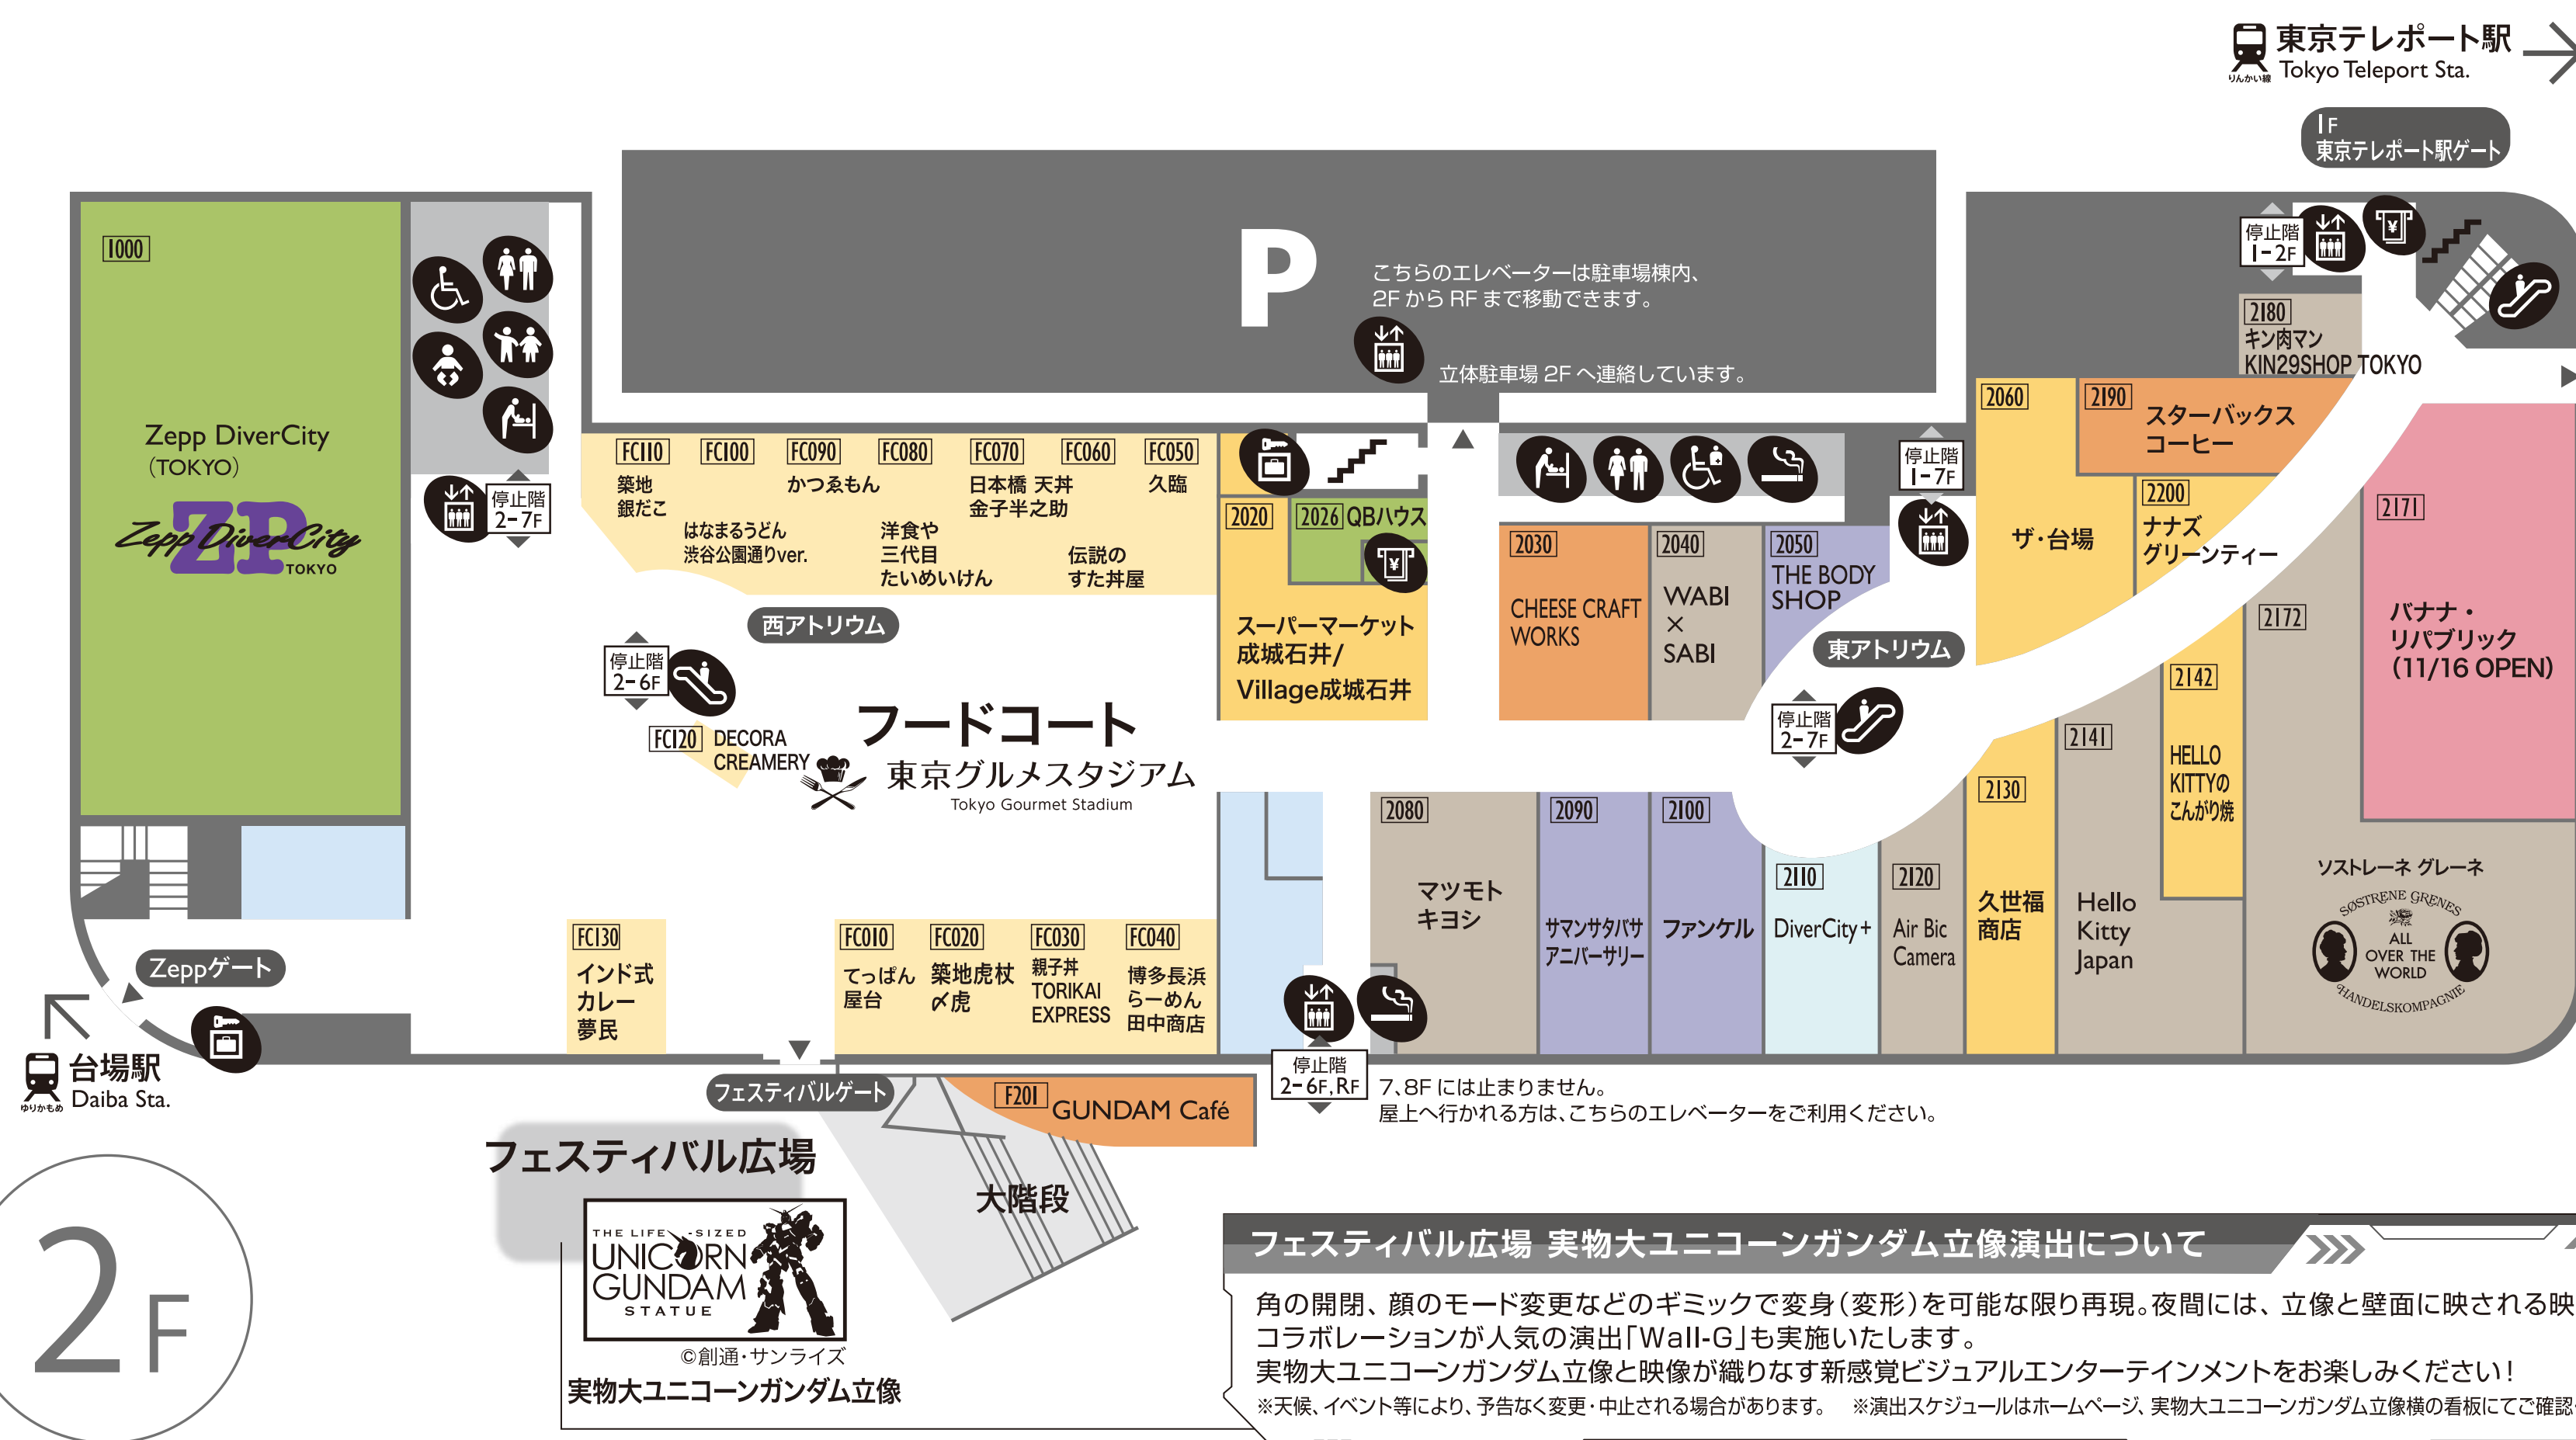 東京テレポート駅
りんかい線
Tokyo Teleport Sta.
1F
東京テレポート駅ゲート
1000
Zepp DiverCity
(TOKYO)
ZP
Zepp DiverCity
TOKYO
停止階
2-7F
P
こちらのエレベーターは駐車場棟内、
2F から RF まで移動できます。
立体駐車場 2F へ連絡しています。
停止階
1-2F
2180
キン肉マン
KIN29SHOP TOKYO
FC110
築地
銀だこ
FC100
はなまるうどん
渋谷公園通りver.
FC090
かつゑもん
FC080
洋食や
三代目
たいめいけん
FC070
日本橋 天丼
金子半之助
FC060
伝説の
すた丼屋
FC050
久臨
2020
スーパーマーケット
成城石井/
Village成城石井
2026 QBハウス
2030
CHEESE CRAFT
WORKS
2040
WABI
×
SABI
2050
THE BODY
SHOP
停止階
1-7F
2060
ザ・台場
2190
スターバックス
コーヒー
2200
ナナズ
グリーンティー
2171
バナナ・
リパブリック
(11/16 OPEN)
2172
ソストレーネ グレーネ
SØSTRENE GRENES
ALL
OVER THE
WORLD
HANDELSKOMPAGNIE
西アトリウム
停止階
2-6F
FC120
DECORA
CREAMERY
フードコート
東京グルメスタジアム
Tokyo Gourmet Stadium
東アトリウム
停止階
2-7F
2080
マツモト
キヨシ
2090
サマンサタバサ
アニバーサリー
2100
ファンケル
2110
DiverCity+
2120
Air Bic
Camera
2130
久世福
商店
2141
Hello
Kitty
Japan
2142
HELLO
KITTYの
こんがり焼
Zeppゲート
台場駅
ゆりかもめ
Daiba Sta.
FC130
インド式
カレー
夢民
FC010
てっぱん
屋台
FC020
築地虎杖
〆虎
FC030
親子丼
TORIKAI
EXPRESS
FC040
博多長浜
らーめん
田中商店
停止階
2-6F,RF
7、8F には止まりません。
屋上へ行かれる方は、こちらのエレベーターをご利用ください。
フェスティバルゲート
F201
GUNDAM Café
フェスティバル広場
大階段
THE LIFE-SIZED
UNICORN
GUNDAM
STATUE
©創通・サンライズ
実物大ユニコーンガンダム立像
2F
フェスティバル広場 実物大ユニコーンガンダム立像演出について
角の開閉、顔のモード変更などのギミックで変身(変形)を可能な限り再現。夜間には、立像と壁面に映される映
コラボレーションが人気の演出「Wall-G」も実施いたします。
実物大ユニコーンガンダム立像と映像が織りなす新感覚ビジュアルエンターテインメントをお楽しみください!
※天候、イベント等により、予告なく変更・中止される場合があります。 ※演出スケジュールはホームページ、実物大ユニコーンガンダム立像横の看板にてご確認